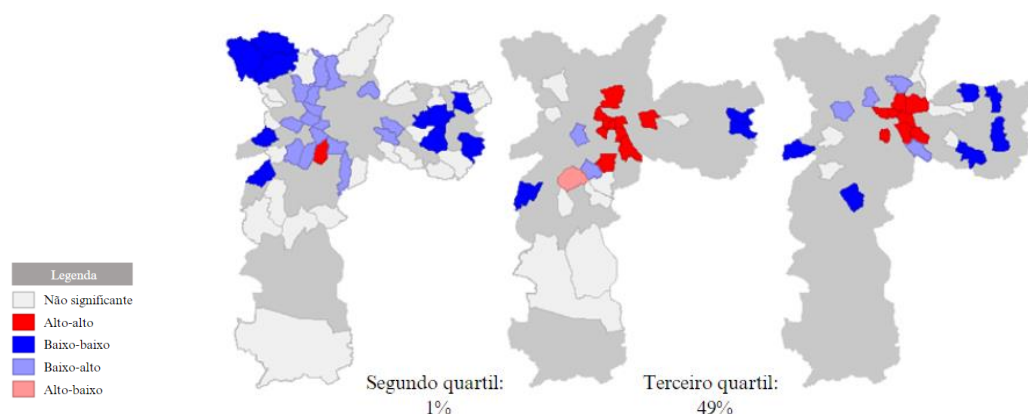 Legenda
Não significante
Alto-alto
Baixo-baixo
Baixo-alto
Alto-baixo
Segundo quartil:
1%
Terceiro quartil:
49%